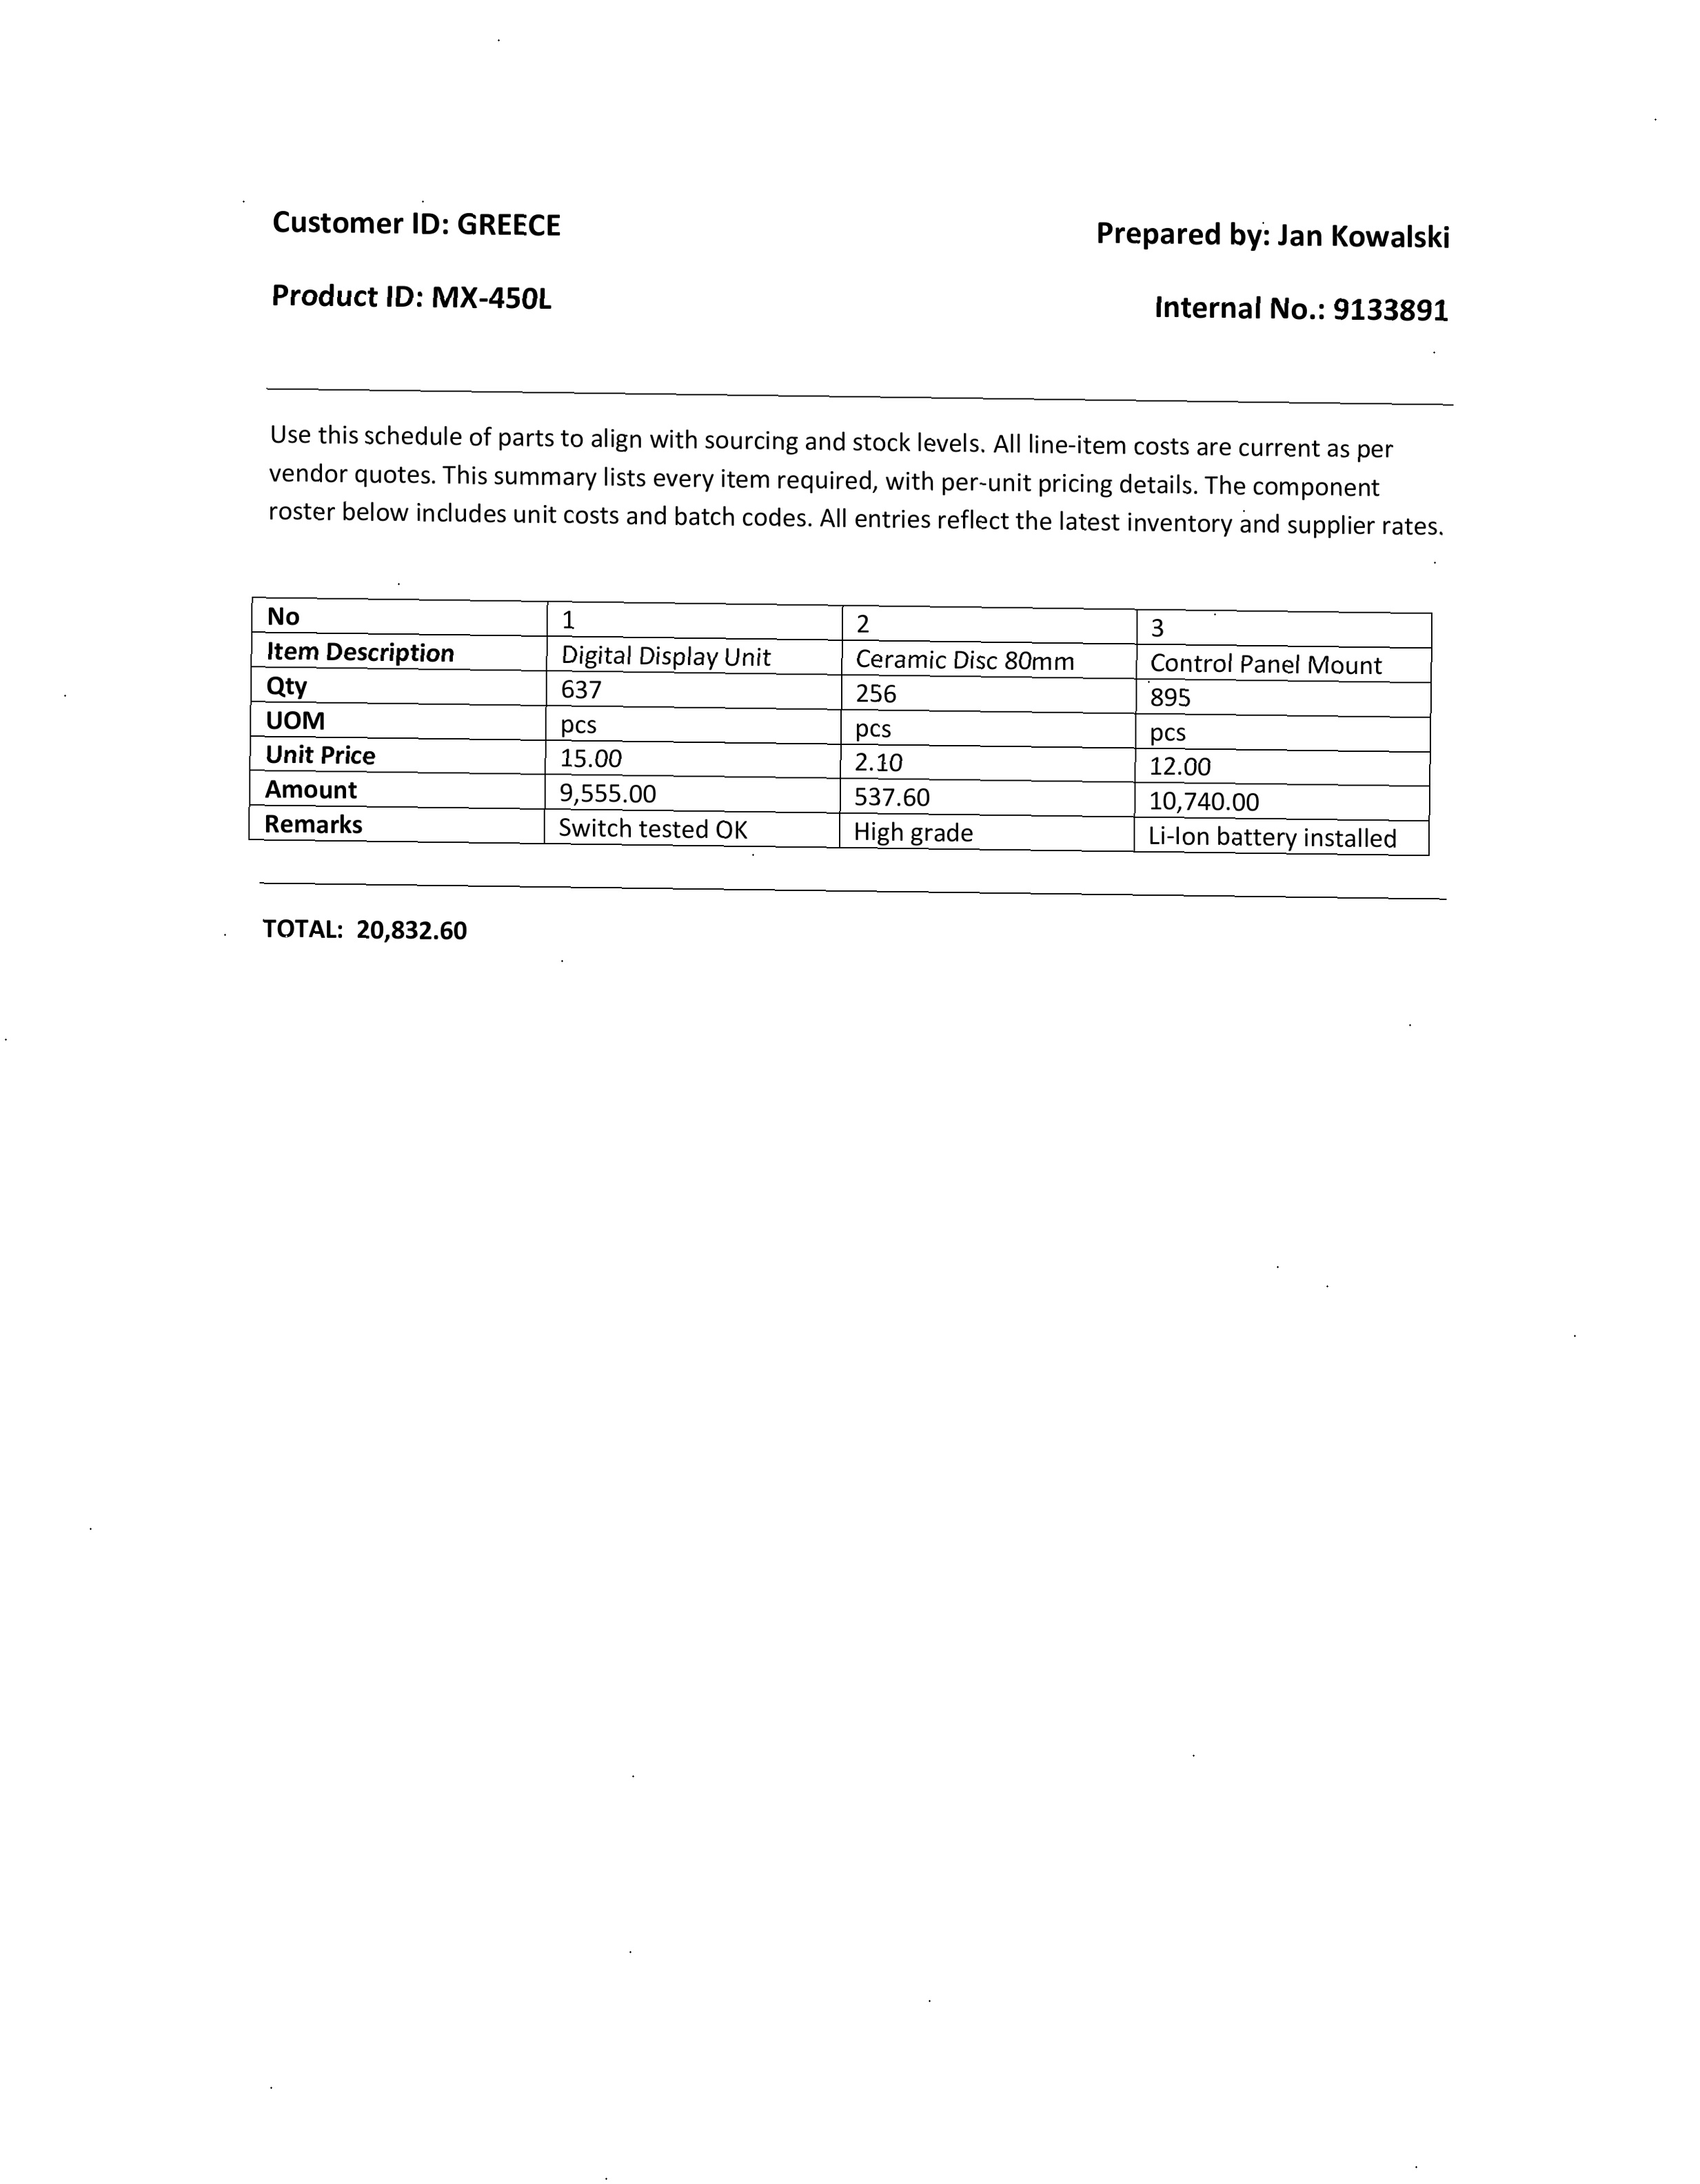 Customer ID: GREECE
Prepared by: Jan Kowalski
Product ID: MX-450L
Internal No.: 9133891
Use this schedule of parts to align with sourcing and stock levels. All line-item costs are current as per
vendor quotes. This summary lists every item required, with per-unit pricing details. The component
roster below includes unit costs and batch codes. All entries reflect the latest inventory and supplier rates.
No 1 2 3
Item Description Digital Display Unit Ceramic Disc 80mm Control Panel Mount
Qty 637 256 895
UOM pcs pcs pcs
Unit Price 15.00 2.10 12.00
Amount 9,555.00 537.60 10,740.00
Remarks Switch tested OK High grade Li-Ion battery installed
TOTAL: 20,832.60